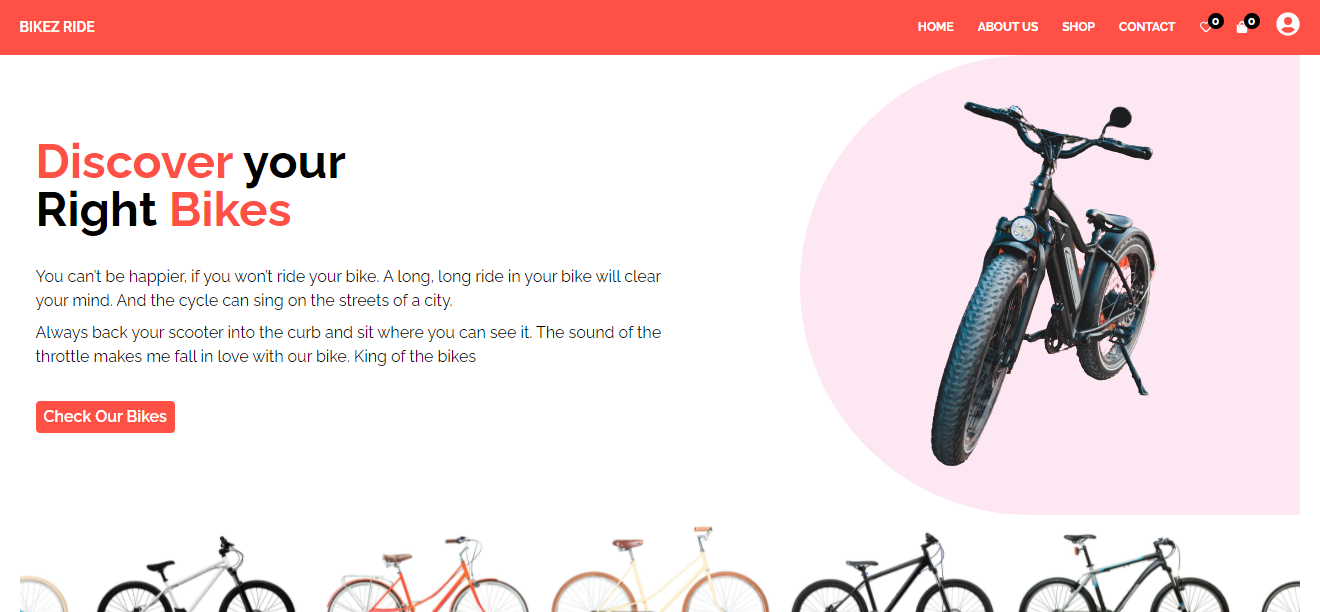 BIKEZ RIDE
HOME ABOUT US SHOP CONTACT 0 0
Discover your
Right Bikes
You can't be happier, if you won't ride your bike. A long, long ride in your bike will clear
your mind. And the cycle can sing on the streets of a city.
Always back your scooter into the curb and sit where you can see it. The sound of the
throttle makes me fall in love with our bike. King of the bikes
Check Our Bikes